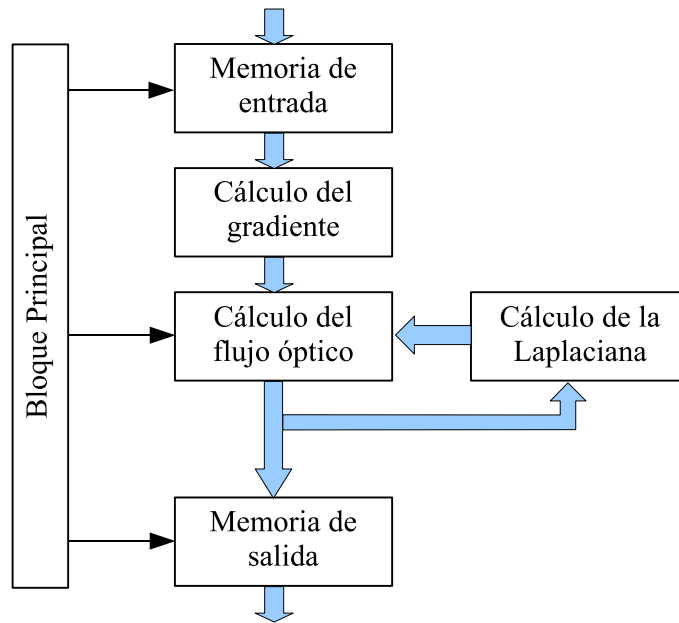 Memoria de
entrada
Cálculo del
gradiente
Cálculo del
flujo óptico
Cálculo de la
Laplaciana
Memoria de
salida
Bloque Principal